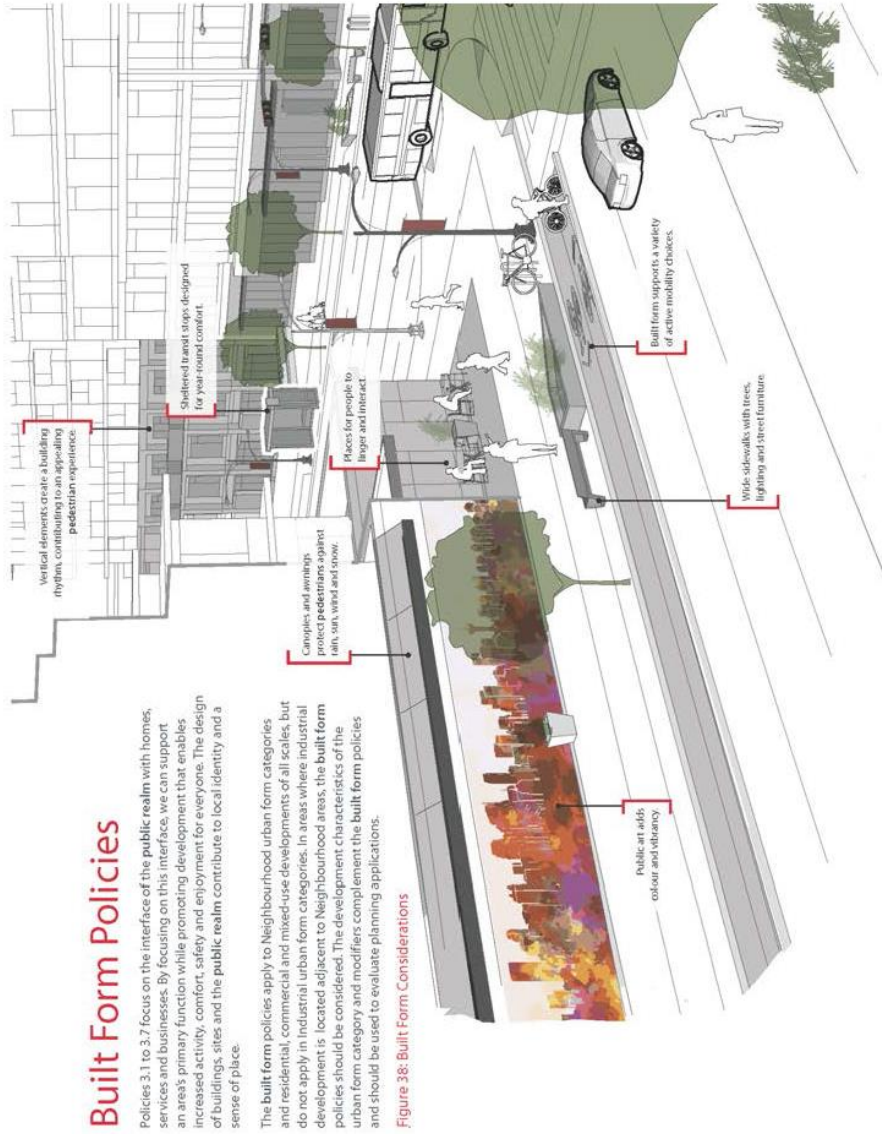 Built Form Policies
Policies 3.1 to 3.7 focus on the interface of the public realm with homes,
services and businesses. By focusing on this interface, we can support
an area's primary function while promoting development that enables
increased activity, comfort, safety and enjoyment for everyone. The design
of buildings, sites and the public realm contribute to local identity and a
sense of place.
The built form policies apply to Neighbourhood urban form categories
and residential, commercial and mixed-use developments of all scales, but
do not apply in Industrial urban form categories. In areas where industrial
development is located adjacent to Neighbourhood areas, the built form
policies should be considered. The development characteristics of the
urban form category and modifiers complement the built form policies
and should be used to evaluate planning applications.
Figure 38: Built Form Considerations
Vertical elements create a building
rhythm, contributing to an appealing
pedestrian experience.
Sheltered transit stops designed
for year-round comfort.
Canopies and awnings
protect pedestrians against
rain, sun, wind and snow.
Places for people to
linger and interact.
Public art adds
colour and vibrancy
Wide sidewalks with trees,
lighting and street furniture
Built form supports a variety
of active mobility choices.